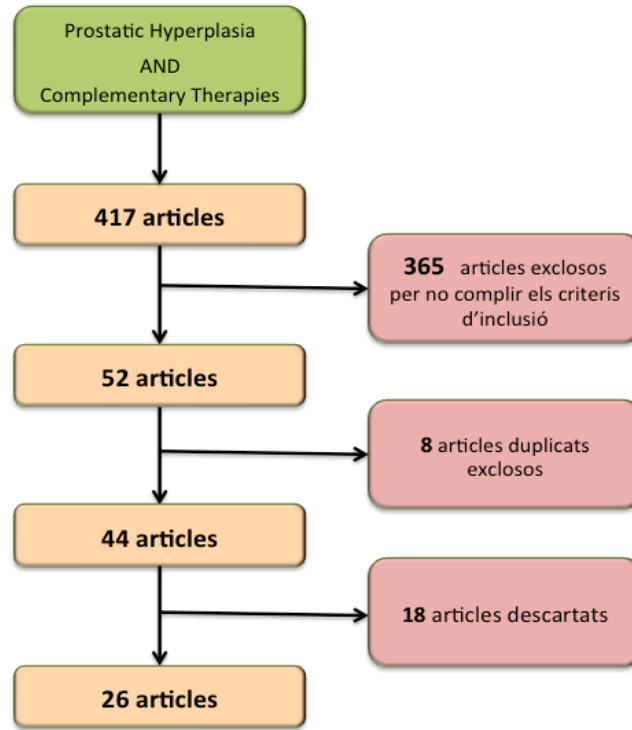 Prostatic Hyperplasia
AND
Complementary Therapies
417 articles
365 articles exclosos
per no complir els criteris
d’inclusió
52 articles
8 articles duplicats
exclosos
44 articles
18 articles descartats
26 articles